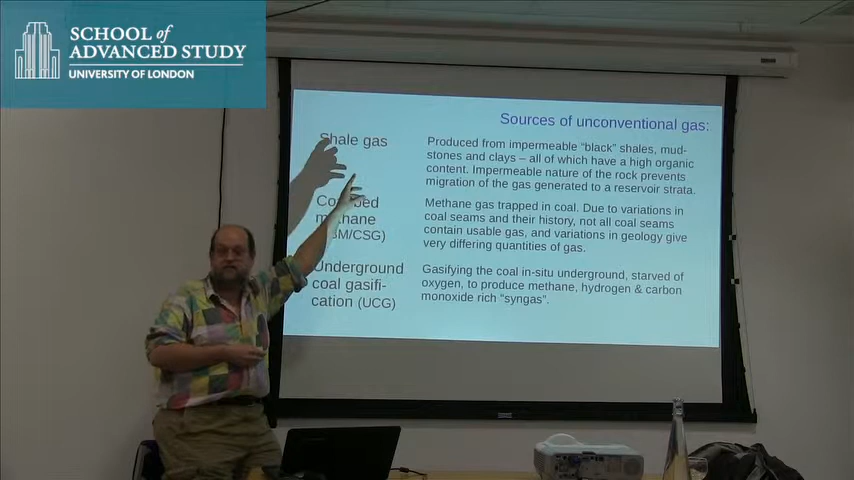 SCHOOL of
ADVANCED STUDY
UNIVERSITY OF LONDON
Sources of unconventional gas:
Shale gas
Produced from impermeable “black” shales, mud-
stones and clays – all of which have a high organic
content. Impermeable nature of the rock prevents
migration of the gas generated to a reservoir strata.
methane
Methane gas trapped in coal. Due to variations in
coal seams and their history, not all coal seams
contain usable gas, and variations in geology give
very differing quantities of gas.
Underground
coal gasifi-
cation (UCG)
Gasifying the coal in-situ underground, starved of
oxygen, to produce methane, hydrogen & carbon
monoxide rich “syngas”.